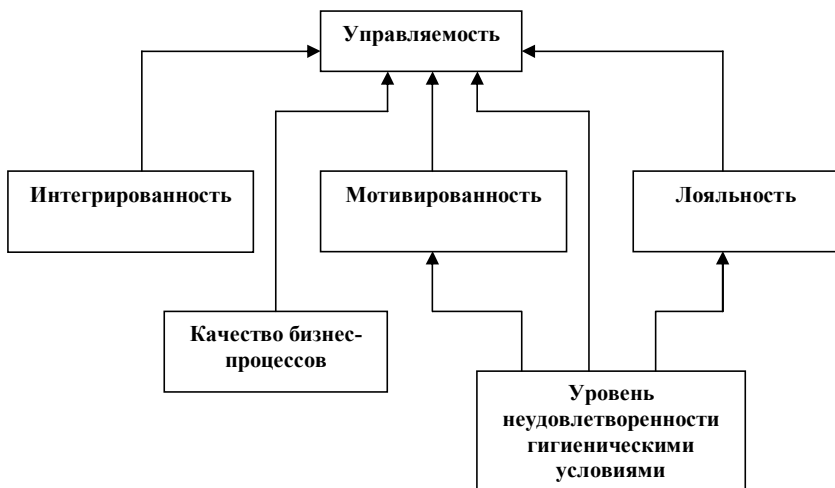 Управляемость
Интегрированность
Мотивированность
Лояльность
Качество бизнес-
процессов
Уровень
неудовлетворенности
гигиеническими
условиями